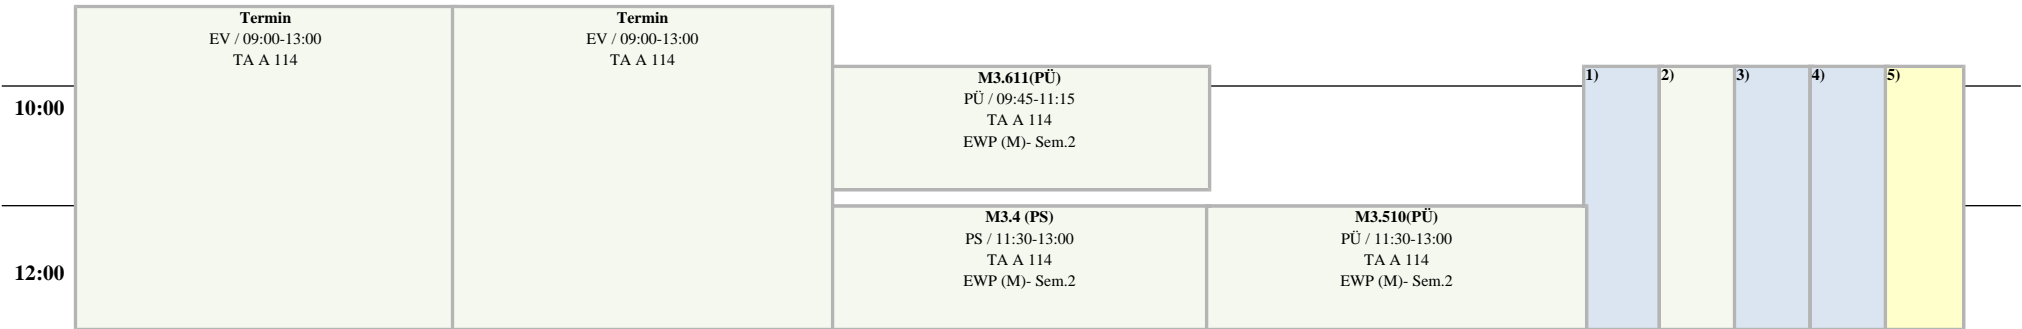 Termin
EV / 09:00-13:00
TA A 114
Termin
EV / 09:00-13:00
TA A 114
M3.611(PÜ)
PÜ / 09:45-11:15
TA A 114
EWP (M)- Sem.2
1)
2)
3)
4)
5)
10:00
M3.4 (PS)
PS / 11:30-13:00
TA A 114
EWP (M)- Sem.2
M3.510(PÜ)
PÜ / 11:30-13:00
TA A 114
EWP (M)- Sem.2
12:00